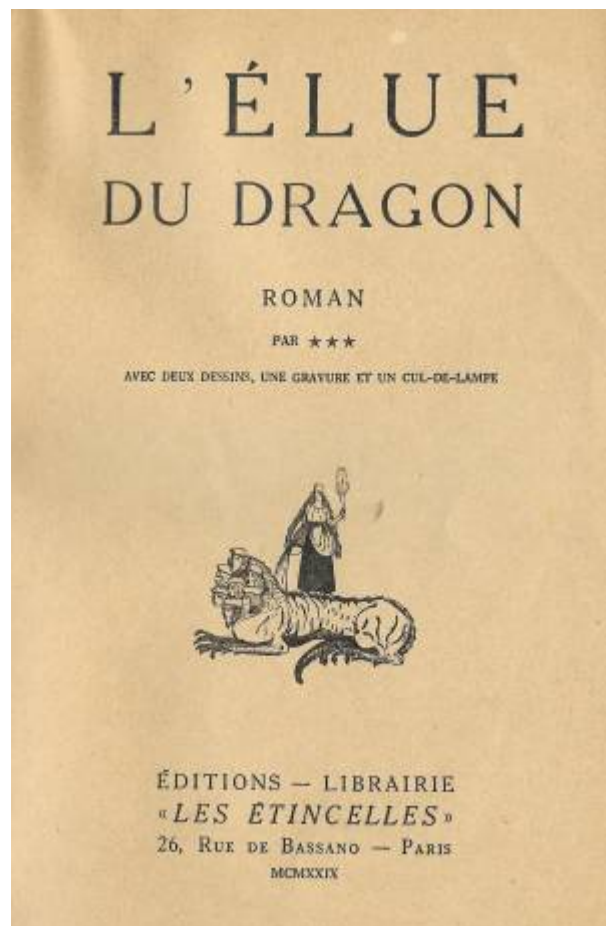 L'ÉLUE
DU DRAGON
ROMAN
PAR ★★★
AVEC DEUX DESSINS, UNE GRAVURE ET UN CUL-DE-LAMPE
ÉDITIONS — LIBRAIRIE
«LES ÉTINCELLES»
26, RUE DE BASSANO — PARIS
MCMXXIX